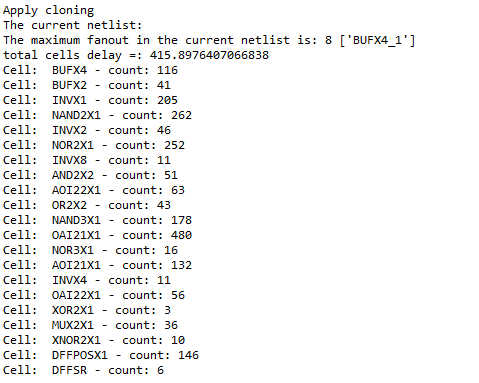 Apply cloning
The current netlist:
The maximum fanout in the current netlist is: 8 ['BUFX4_1']
total cells delay =: 415.8976407066838
Cell:  BUFX4 - count: 116
Cell:  BUFX2 - count: 41
Cell:  INVX1 - count: 205
Cell:  NAND2X1 - count: 262
Cell:  INVX2 - count: 46
Cell:  NOR2X1 - count: 252
Cell:  INVX8 - count: 11
Cell:  AND2X2 - count: 51
Cell:  AOI22X1 - count: 63
Cell:  OR2X2 - count: 43
Cell:  NAND3X1 - count: 178
Cell:  OAI21X1 - count: 480
Cell:  NOR3X1 - count: 16
Cell:  AOI21X1 - count: 132
Cell:  INVX4 - count: 11
Cell:  OAI22X1 - count: 56
Cell:  XOR2X1 - count: 3
Cell:  MUX2X1 - count: 36
Cell:  XNOR2X1 - count: 10
Cell:  DFFPOSX1 - count: 146
Cell:  DFFSR - count: 6